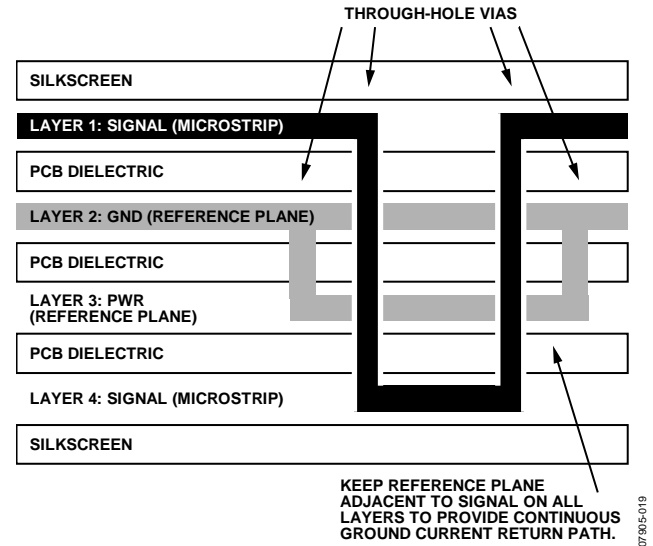 THROUGH-HOLE VIAS
SILKSCREEN
LAYER 1: SIGNAL (MICROSTRIP)
PCB DIELECTRIC
LAYER 2: GND (REFERENCE PLANE)
PCB DIELECTRIC
LAYER 3: PWR
(REFERENCE PLANE)
PCB DIELECTRIC
LAYER 4: SIGNAL (MICROSTRIP)
SILKSCREEN
KEEP REFERENCE PLANE
ADJACENT TO SIGNAL ON ALL
LAYERS TO PROVIDE CONTINUOUS
GROUND CURRENT RETURN PATH.
07905-019